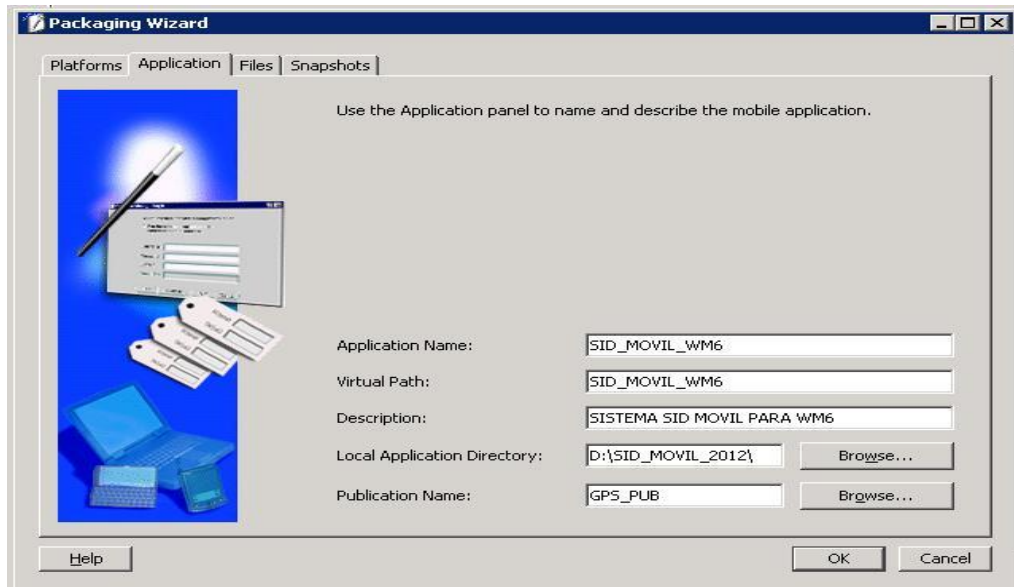 Packaging Wizard
Platforms Application Files Snapshots
Use the Application panel to name and describe the mobile application.
Application Name: SID_MOVIL_WM6
Virtual Path: SID_MOVIL_WM6
Description: SISTEMA SID MOVIL PARA WM6
Local Application Directory: D:\SID_MOVIL_2012\ Browse...
Publication Name: GPS_PUB Browse...
Help OK Cancel